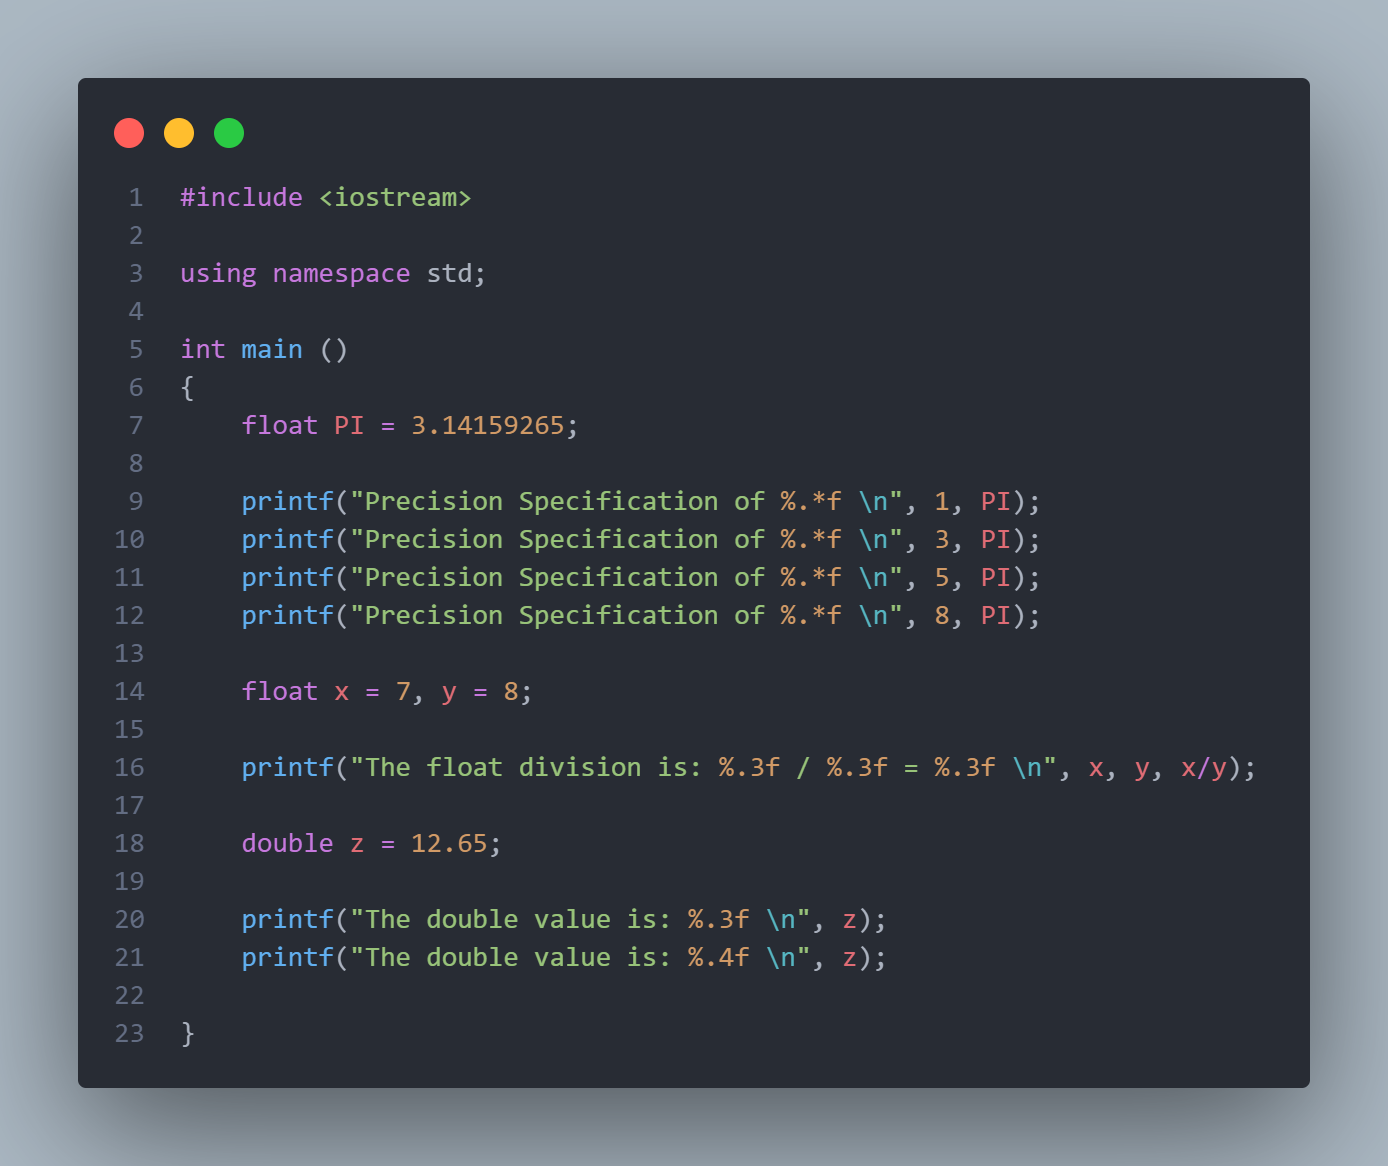 1 #include <iostream>
2
3 using namespace std;
4
5 int main ()
6 {
7     float PI = 3.14159265;
8
9     printf("Precision Specification of %.*f \n", 1, PI);
10     printf("Precision Specification of %.*f \n", 3, PI);
11     printf("Precision Specification of %.*f \n", 5, PI);
12     printf("Precision Specification of %.*f \n", 8, PI);
13
14     float x = 7, y = 8;
15
16     printf("The float division is: %.3f / %.3f = %.3f \n", x, y, x/y);
17
18     double z = 12.65;
19
20     printf("The double value is: %.3f \n", z);
21     printf("The double value is: %.4f \n", z);
22
23 }